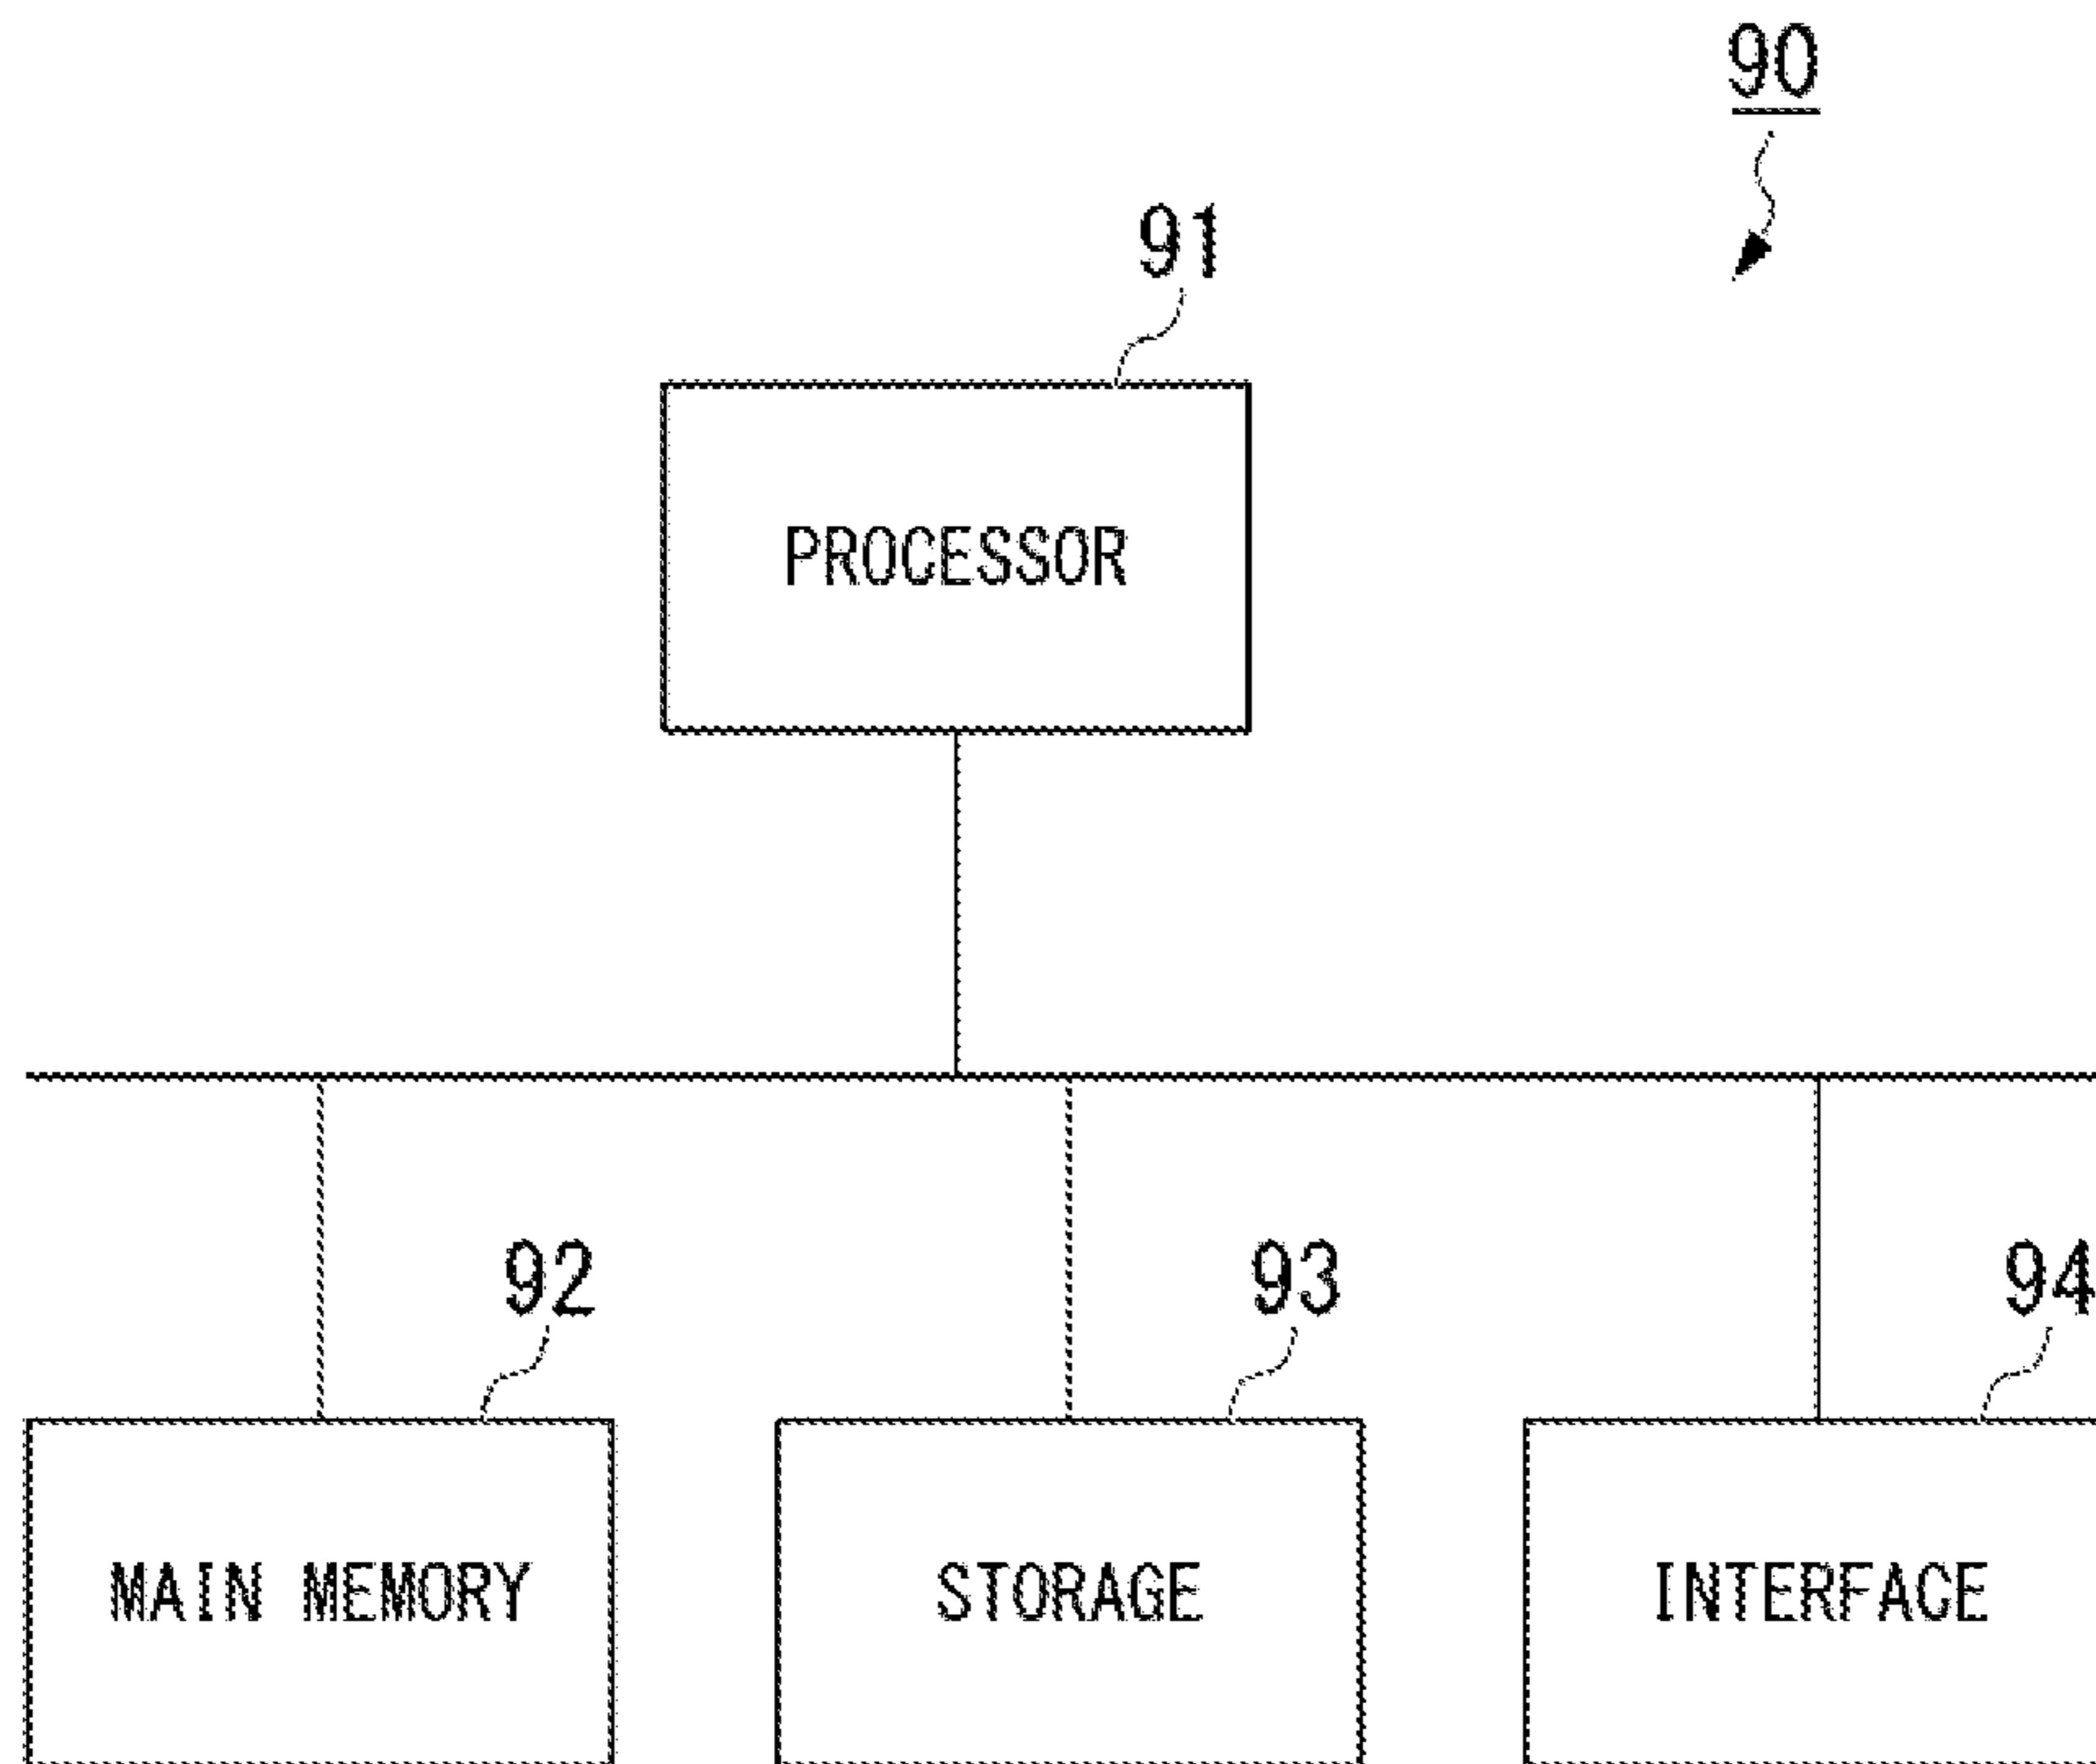 90
91
PROCESSOR
92
93
94
MAIN MEMORY
STORAGE
INTERFACE